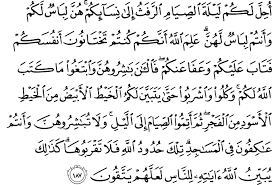 أُحِلَّ لَكُمْ لَيْلَةَ ٱلصِّيَامِ ٱلرَّفَثُ إِلَىٰ نِسَآئِكُمْ ۚ هُنَّ لِبَاسٌ لَّكُمْ
وَأَنتُمْ لِبَاسٌ لَّهُنَّ ۗ عَلِمَ ٱللَّهُ أَنَّكُمْ كُنتُمْ تَخْتَانُونَ أَنفُسَكُمْ
فَتَابَ عَلَيْكُمْ وَعَفَا عَنكُمْ ۖ فَٱلْـَٰٔنَ بَـٰشِرُوهُنَّ وَٱبْتَغُوا۟ مَا كَتَبَ
ٱللَّهُ لَكُمْ ۚ وَكُلُوا۟ وَٱشْرَبُوا۟ حَتَّىٰ يَتَبَيَّنَ لَكُمُ ٱلْخَيْطُ ٱلْأَبْيَضُ مِنَ ٱلْخَيْطِ
ٱلْأَسْوَدِ مِنَ ٱلْفَجْرِ ۖ ثُمَّ أَتِمُّوا۟ ٱلصِّيَامَ إِلَى ٱلَّيْلِ ۚ وَلَا تُبَـٰشِرُوهُنَّ وَأَنتُمْ
عَـٰكِفُونَ فِى ٱلْمَسَـٰجِدِ ۗ تِلْكَ حُدُودُ ٱللَّهِ فَلَا تَقْرَبُوهَا ۗ كَذَٰلِكَ
يُبَيِّنُ ٱللَّهُ ءَايَـٰتِهِۦ لِلنَّاسِ لَعَلَّهُمْ يَتَّقُونَ ١٨٧